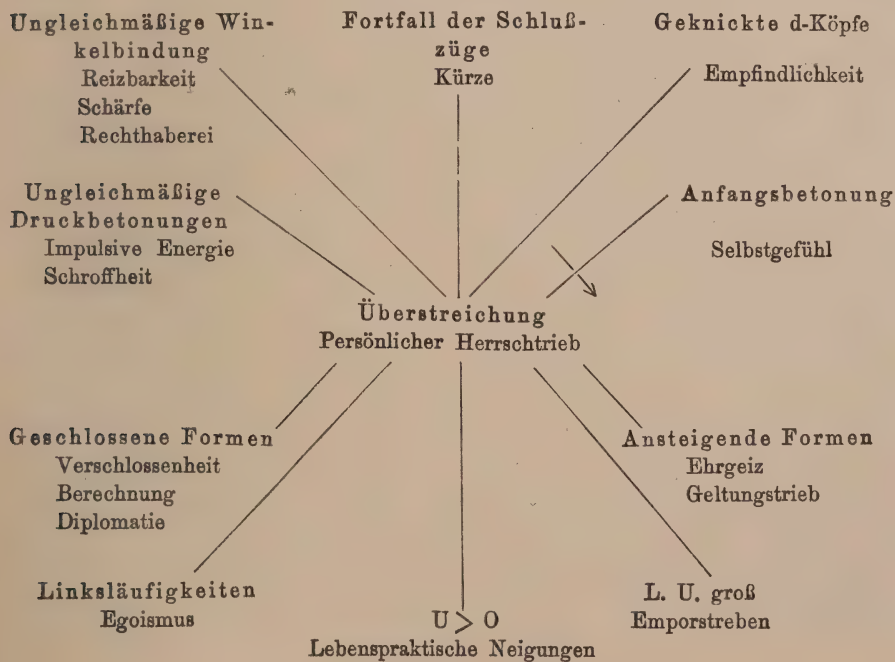 Ungleichmäßige Win-
kelbindung
Reizbarkeit
Schärfe
Rechthaberei
Fortfall der Schluß-
züge
Kürze
Geknickte d-Köpfe
Empfindlichkeit
Ungleichmäßige
Druckbetonungen
Impulsive Energie
Schroffheit
Anfangsbetonung
Selbstgefühl
Überstreichung
Persönlicher Herrschtrieb
Geschlossene Formen
Verschlossenheit
Berechnung
Diplomatie
Ansteigende Formen
Ehrgeiz
Geltungstrieb
Linksläufigkeiten
Egoismus
U > O
Lebenspraktische Neigungen
L. U. groß
Emporstreben